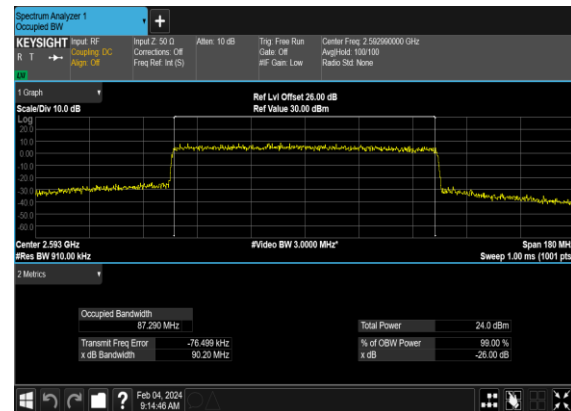 Spectrum Analyzer 1
Occupied BW
+
KEYSIGHT
R T
LU
Input: RF
Coupling: DC
Align: Off
Input Z: 50 Ω
Corrections: Off
Freq Ref: Int (S)
Atten: 10 dB
Trig: Free Run
Gate: Off
#IF Gain: Low
Center Freq: 2.592990000 GHz
Avg|Hold: 100/100
Radio Std: None
1 Graph
Scale/Div 10.0 dB
Ref Lvl Offset 26.00 dB
Ref Value 30.00 dBm
Log
20.0
10.0
0.00
-10.0
-20.0
-30.0
-40.0
-50.0
-60.0
Center 2.593 GHz
#Res BW 910.00 kHz
#Video BW 3.0000 MHz*
Span 180 MH
Sweep 1.00 ms (1001 pts
2 Metrics
Occupied Bandwidth
87.290 MHz
Total Power 24.0 dBm
Transmit Freq Error -76.499 kHz
% of OBW Power 99.00 %
x dB Bandwidth 90.20 MHz
x dB -26.00 dB
?
Feb 04, 2024
9:14:46 AM